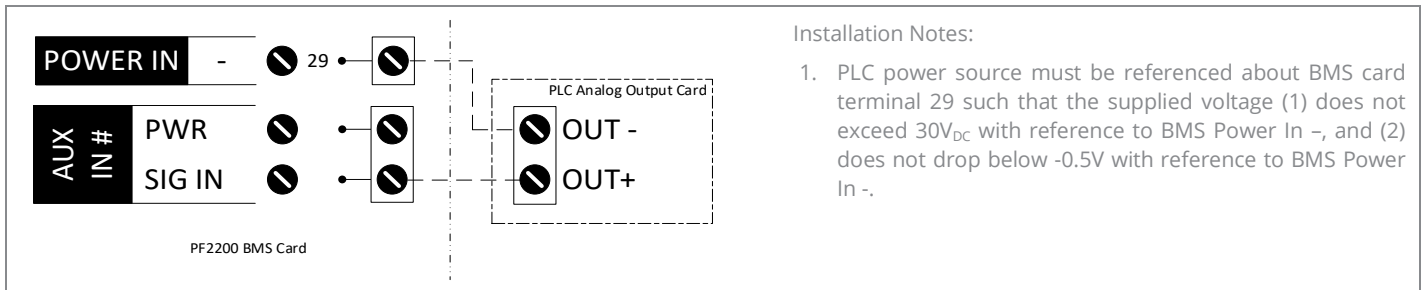 POWER IN -
29
PLC Analog Output Card
AUX IN #
PWR
OUT -
SIG IN
OUT+
PF2200 BMS Card
Installation Notes:
1. PLC power source must be referenced about BMS card
terminal 29 such that the supplied voltage (1) does not
exceed 30VDC with reference to BMS Power In –, and (2)
does not drop below -0.5V with reference to BMS Power
In -.